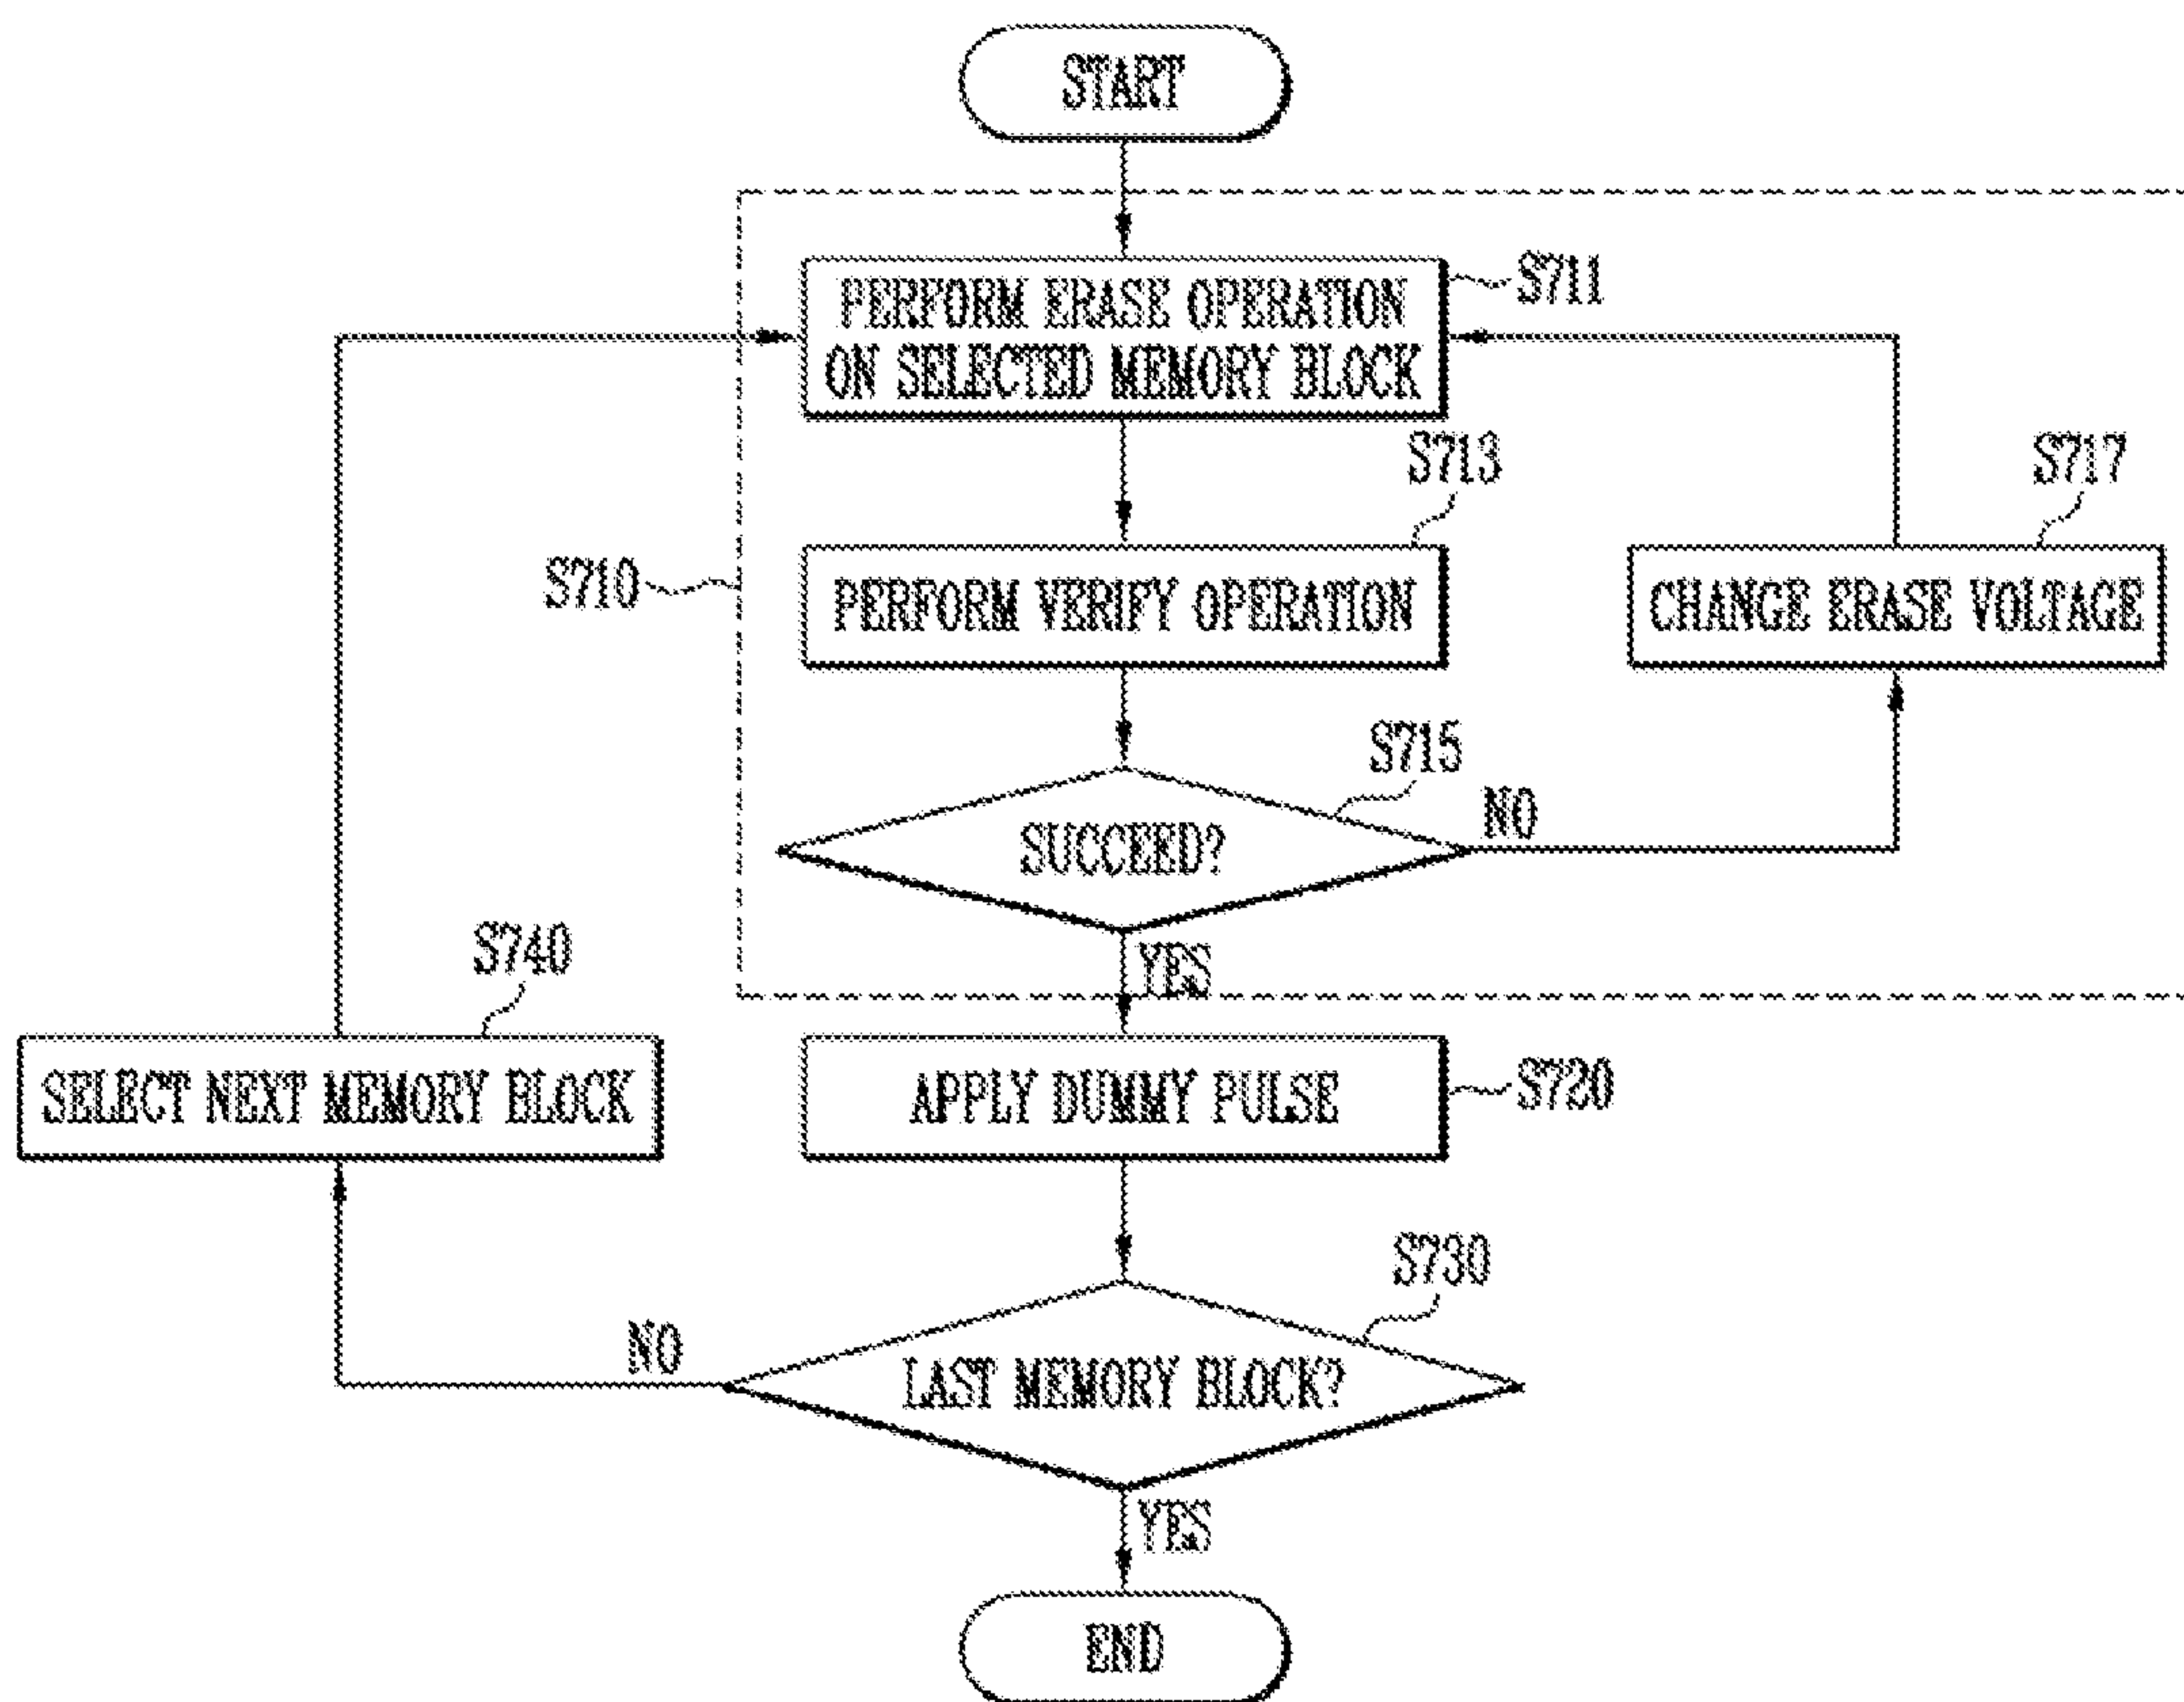 START
PERFORM ERASE OPERATION
ON SELECTED MEMORY BLOCK
S711
S713
S717
S710
PERFORM VERIFY OPERATION
CHANGE ERASE VOLTAGE
S715
SUCCEED?
NO
YES
S740
SELECT NEXT MEMORY BLOCK
APPLY DUMMY PULSE
S720
S730
NO
LAST MEMORY BLOCK?
YES
END